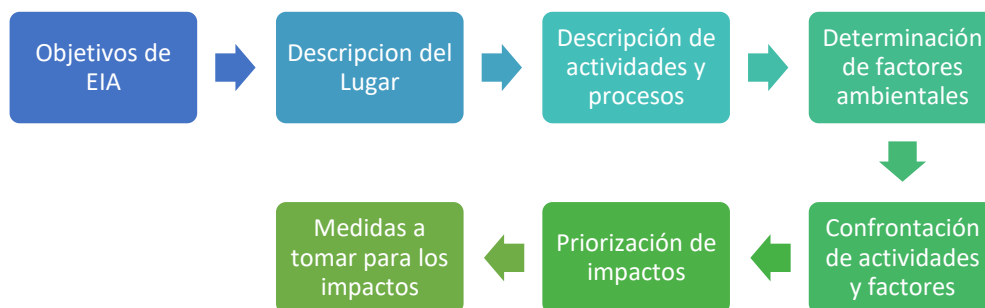 Objetivos de
EIA
Descripcion del
Lugar
Descripción de
actividades y
procesos
Determinación
de factores
ambientales
Confrontación
de actividades
y factores
Priorización de
impactos
Medidas a
tomar para los
impactos